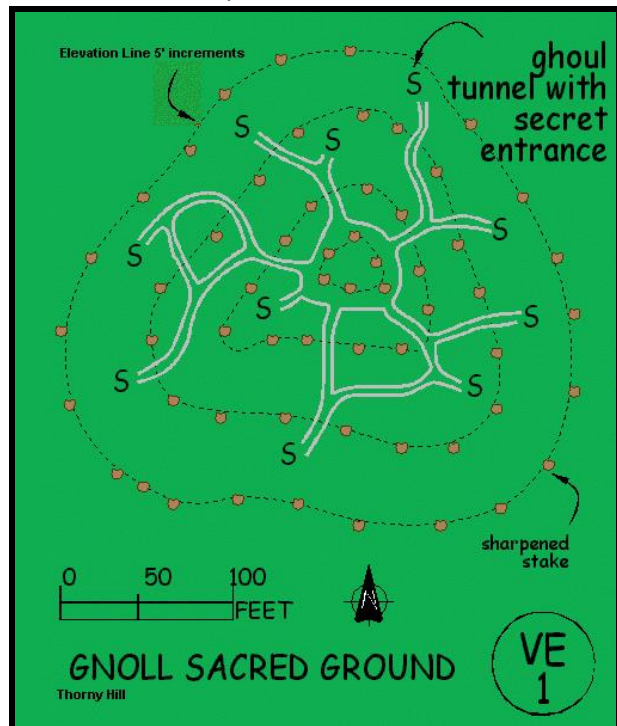 Elevation Line 5' increments
ghoul
tunnel with
secret
entrance
S
S
S
S
S
S
S
S
S
S
sharpened
stake
0 50 100
FEET
N
GNOLL SACRED GROUND
Thorny Hill
VE
1